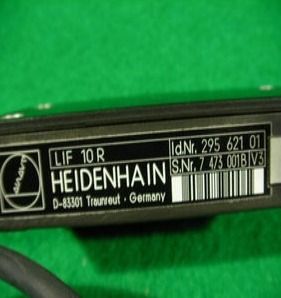 LIF 10 R
HEIDENHAIN
D-83301 Traunreut · Germany
Id.Nr. 295 621 01
S.Nr. 7 473 001B V3